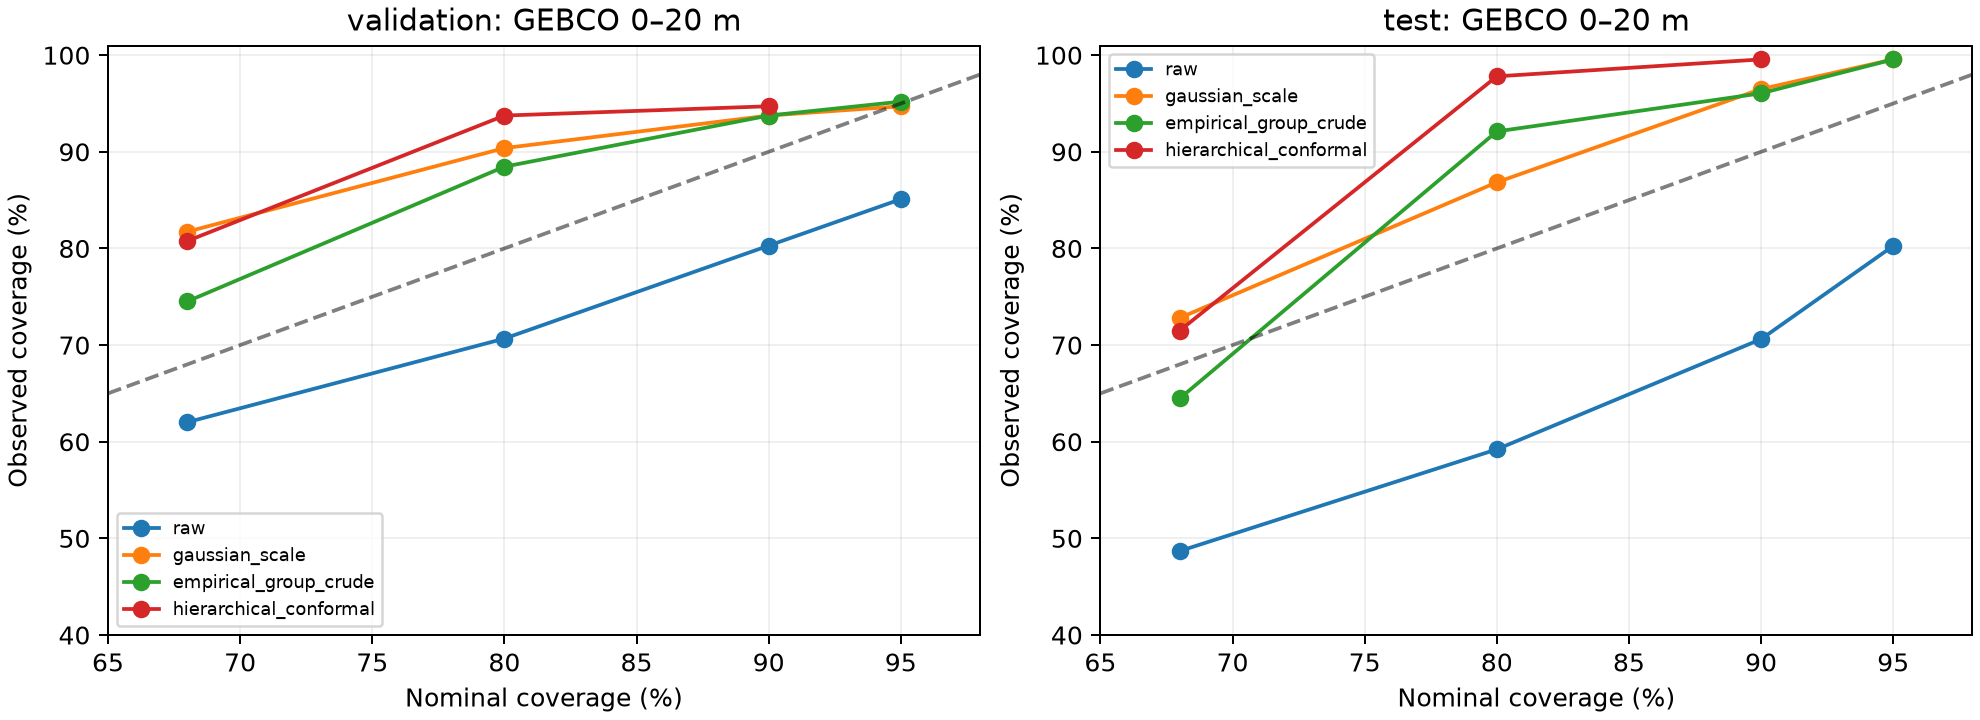 validation: GEBCO 0–20 m
100
90
80
70
60
50
40
65
70
75
80
85
90
95
Observed coverage (%)
Nominal coverage (%)
raw
gaussian_scale
empirical_group_crude
hierarchical_conformal
test: GEBCO 0–20 m
100
90
80
70
60
50
40
65
70
75
80
85
90
95
Observed coverage (%)
Nominal coverage (%)
raw
gaussian_scale
empirical_group_crude
hierarchical_conformal